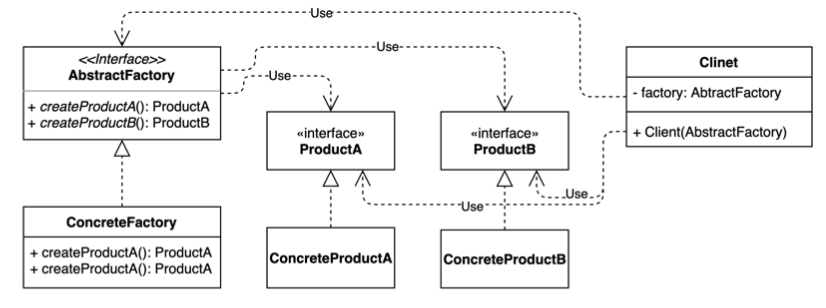 Use
<<Interface>>
AbstractFactory
+ createProductA(): ProductA
+ createProductB(): ProductB
Use
Use
Clinet
- factory: AbtractFactory
+ Client(AbstractFactory)
«interface»
ProductA
«interface»
ProductB
Use
Use
ConcreteFactory
+ createProductA(): ProductA
+ createProductA(): ProductA
ConcreteProductA
ConcreteProductB